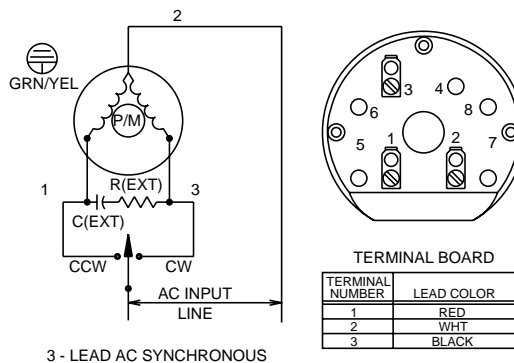 2
GRN/YEL
P/M
1
R(EXT)
3
C(EXT)
CCW
CW
AC INPUT
LINE
3 - LEAD AC SYNCHRONOUS
3
4
6
8
5
1
2
7
TERMINAL BOARD
TERMINAL NUMBER
LEAD COLOR
1 RED
2 WHT
3 BLACK